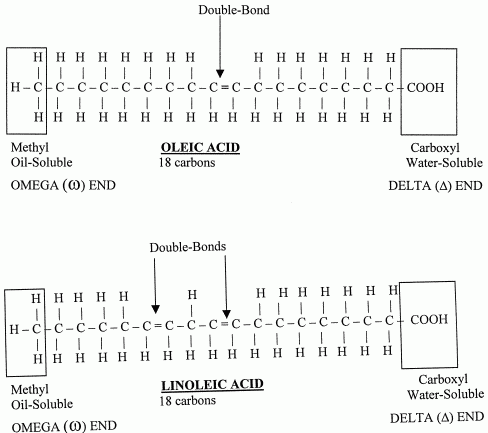 Double-Bond
H H H H H H H H H H H H H H H
H – C – C – C – C – C – C – C – C – C = C – C – C – C – C – C – C – C – COOH
H H H H H H H H H H H H H H H H H
Methyl
Oil-Soluble
OLEIC ACID
18 carbons
Carboxyl
Water-Soluble
OMEGA (ω) END
DELTA (Δ) END
Double-Bonds
H H H H H H H H H H H H H
H – C – C – C – C – C – C = C – C – C = C – C – C – C – C – C – C – C – COOH
H H H H H H H H H H H H H H H H H
Methyl
Oil-Soluble
LINOLEIC ACID
18 carbons
Carboxyl
Water-Soluble
OMEGA (ω) END
DELTA (Δ) END